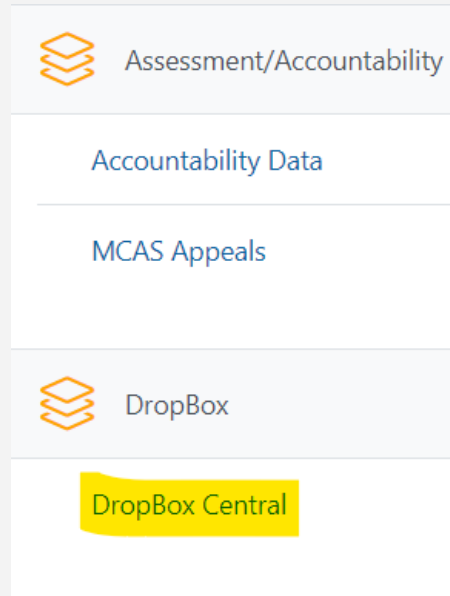 Assessment/Accountability
Accountability Data
MCAS Appeals
DropBox
DropBox Central